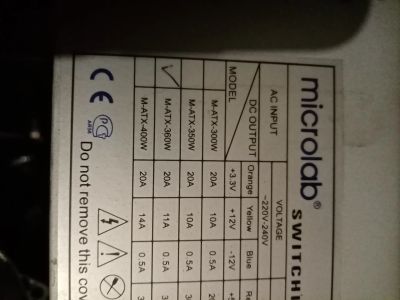 microlab®
SWITCHI
AC INPUT
VOLTAGE
~220V-240V
DC OUTPUT
Orange Yellow Blue
MODEL
+3.3V +12V -12V
M-ATX-300W 20A 10A 0.5A
M-ATX-350W 20A 10A 0.5A
M-ATX-360W 20A 11A 0.5A
M-ATX-400W 20A 14A 0.5A
CE
Do not remove this cov